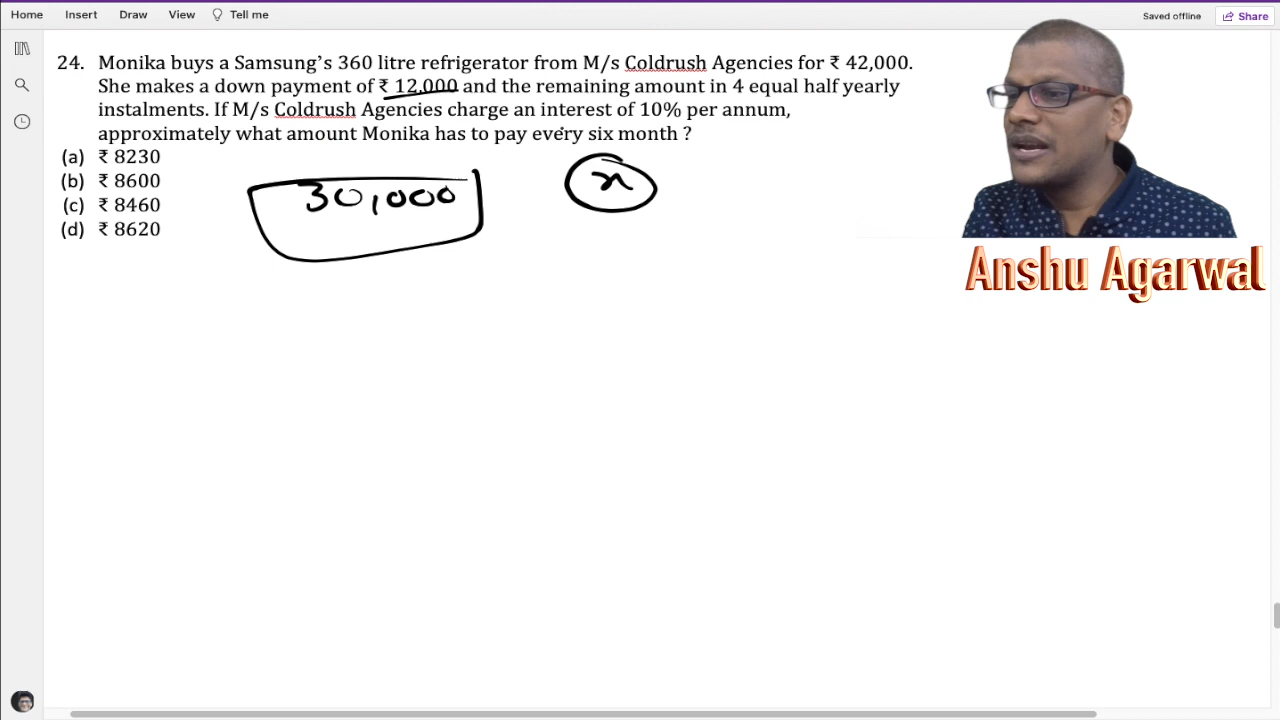 Home Insert Draw View Tell me
Saved offline Share
24. Monika buys a Samsung's 360 litre refrigerator from M/s Coldrush Agencies for ₹ 42,000.
She makes a down payment of ₹ 12,000 and the remaining amount in 4 equal half yearly
instalments. If M/s Coldrush Agencies charge an interest of 10% per annum,
approximately what amount Monika has to pay every six month ?
(a) ₹ 8230
(b) ₹ 8600
(c) ₹ 8460
(d) ₹ 8620
30,000
x
Anshu Agarwal